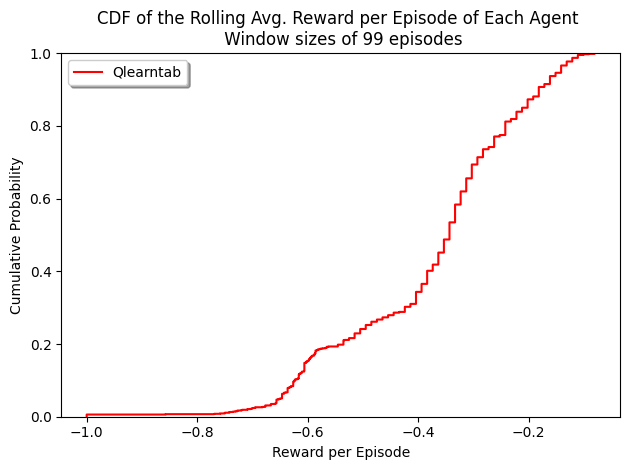 CDF of the Rolling Avg. Reward per Episode of Each Agent
Window sizes of 99 episodes
Qlearntab
Cumulative Probability
1.0
0.8
0.6
0.4
0.2
0.0
−1.0 −0.8 −0.6 −0.4 −0.2
Reward per Episode